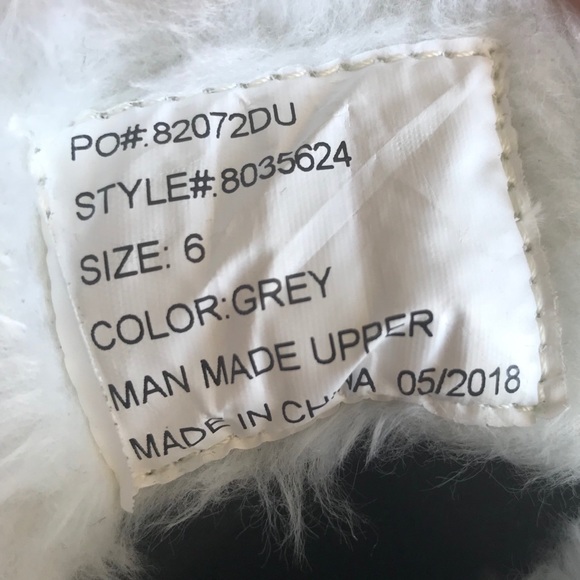 PO#:82072DU
STYLE#:8035624
SIZE: 6
COLOR:GREY
MAN MADE UPPER
MADE IN CHINA 05/2018